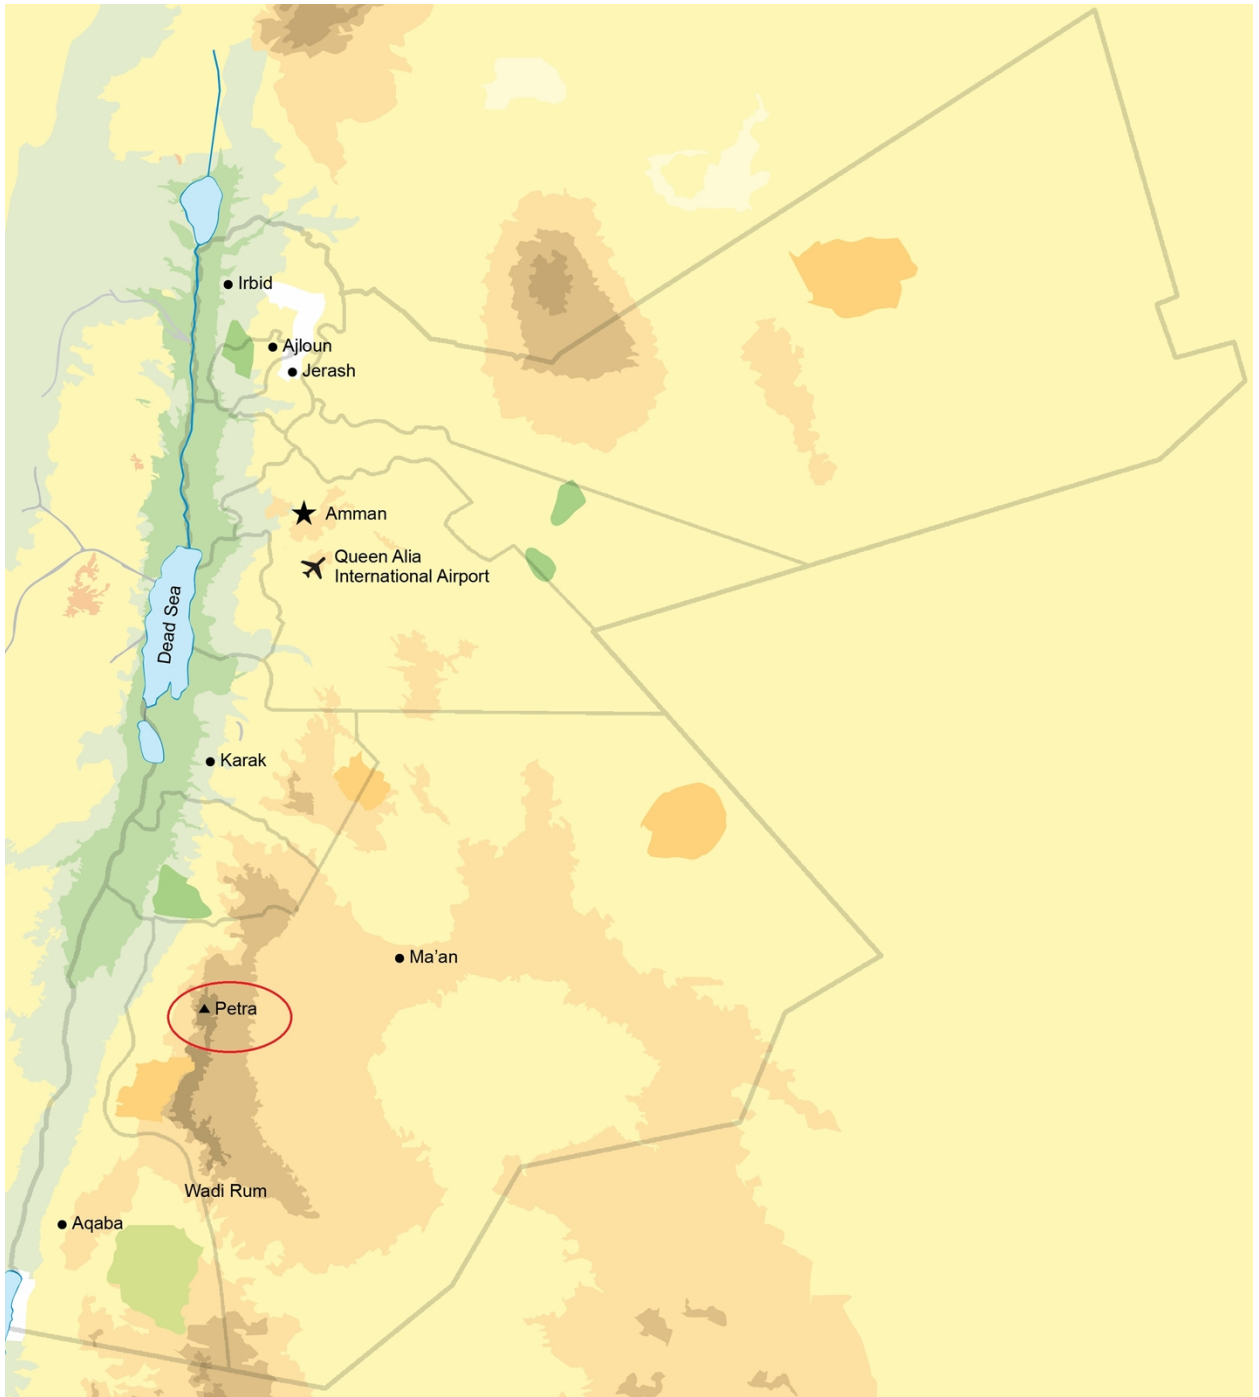 Irbid
Ajloun
Jerash
Amman
Queen Alia
International Airport
Dead Sea
Karak
Ma’an
Petra
Wadi Rum
Aqaba